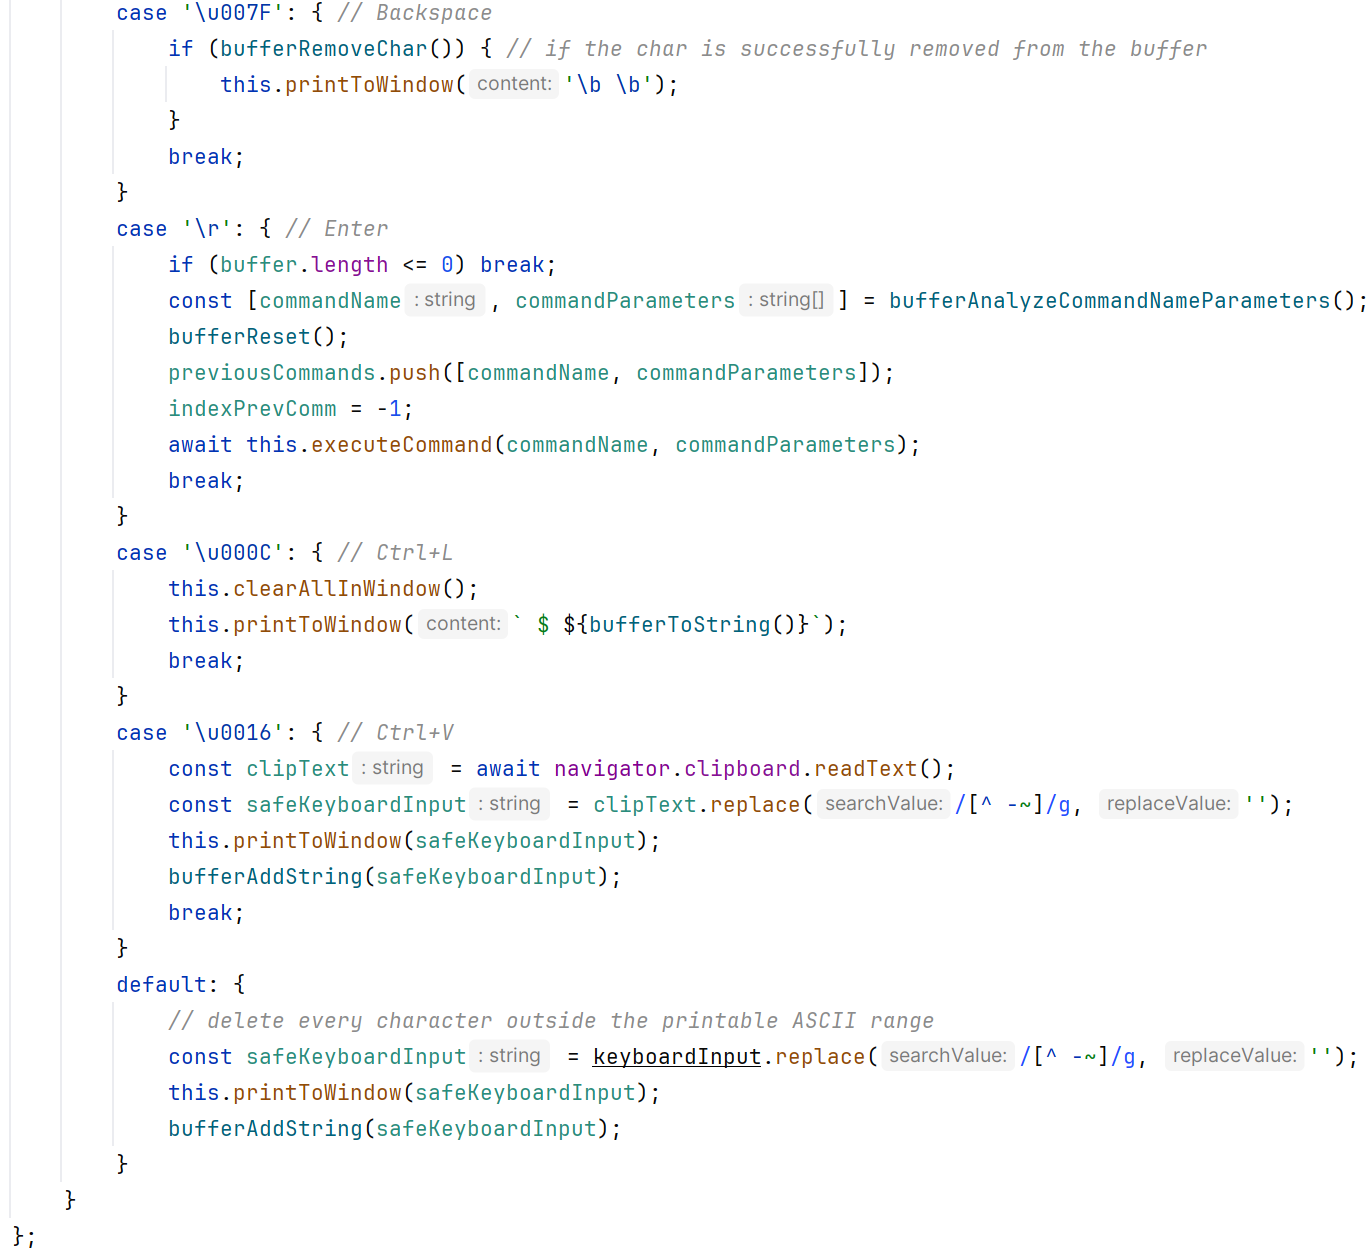 case '\u007F': { // Backspace
if (bufferRemoveChar()) { // if the char is successfully removed from the buffer
this.printToWindow( content: '\b \b');
}
break;
}
case '\r': { // Enter
if (buffer.length <= 0) break;
const [commandName : string , commandParameters : string[] ] = bufferAnalyzeCommandNameParameters();
bufferReset();
previousCommands.push([commandName, commandParameters]);
indexPrevComm = -1;
await this.executeCommand(commandName, commandParameters);
break;
}
case '\u000C': { // Ctrl+L
this.clearAllInWindow();
this.printToWindow( content: ` $ ${bufferToString()}`);
break;
}
case '\u0016': { // Ctrl+V
const clipText : string = await navigator.clipboard.readText();
const safeKeyboardInput : string = clipText.replace( searchValue: /[^ -~]/g, replaceValue: '');
this.printToWindow(safeKeyboardInput);
bufferAddString(safeKeyboardInput);
break;
}
default: {
// delete every character outside the printable ASCII range
const safeKeyboardInput : string = keyboardInput.replace( searchValue: /[^ -~]/g, replaceValue: '');
this.printToWindow(safeKeyboardInput);
bufferAddString(safeKeyboardInput);
}
}
};